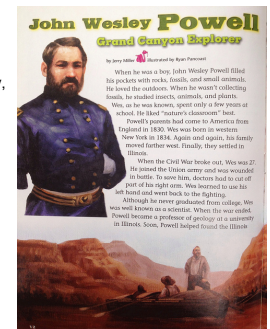 John Wesley Powell
Grand Canyon Explorer
by Jerry Miller illustrated by Ryan
When he was a boy, John Wesley Powell filled
his pockets with rocks, fossils, and small animals.
He loved the outdoors. When he wasn't collecting
fossils, he studied insects, animals, and plants.
Wes, as he was known, spent only a few years at
school. He liked "nature's classroom" best.
Powell's parents had come to America from
England in 1830. Wes was born in western
New York in 1834. Again and again, his family
moved farther west. Finally, they settled in
Illinois.
When the Civil War broke out, Wes was 27.
He joined the Union army and was wounded
in battle. To save him, doctors had to cut off
part of his right arm. Wes learned to use his
left hand and went back to the fighting.
Although he never graduated from college, Wes
was well known as a scientist. When the war ended,
Powell became a professor of geology at a university
in Illinois. Soon, Powell helped found the Illinois